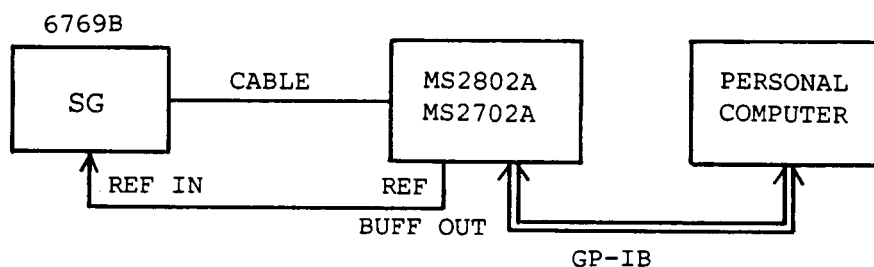 6769B
SG
CABLE
MS2802A
MS2702A
PERSONAL
COMPUTER
REF IN
REF
BUFF OUT
GP-IB